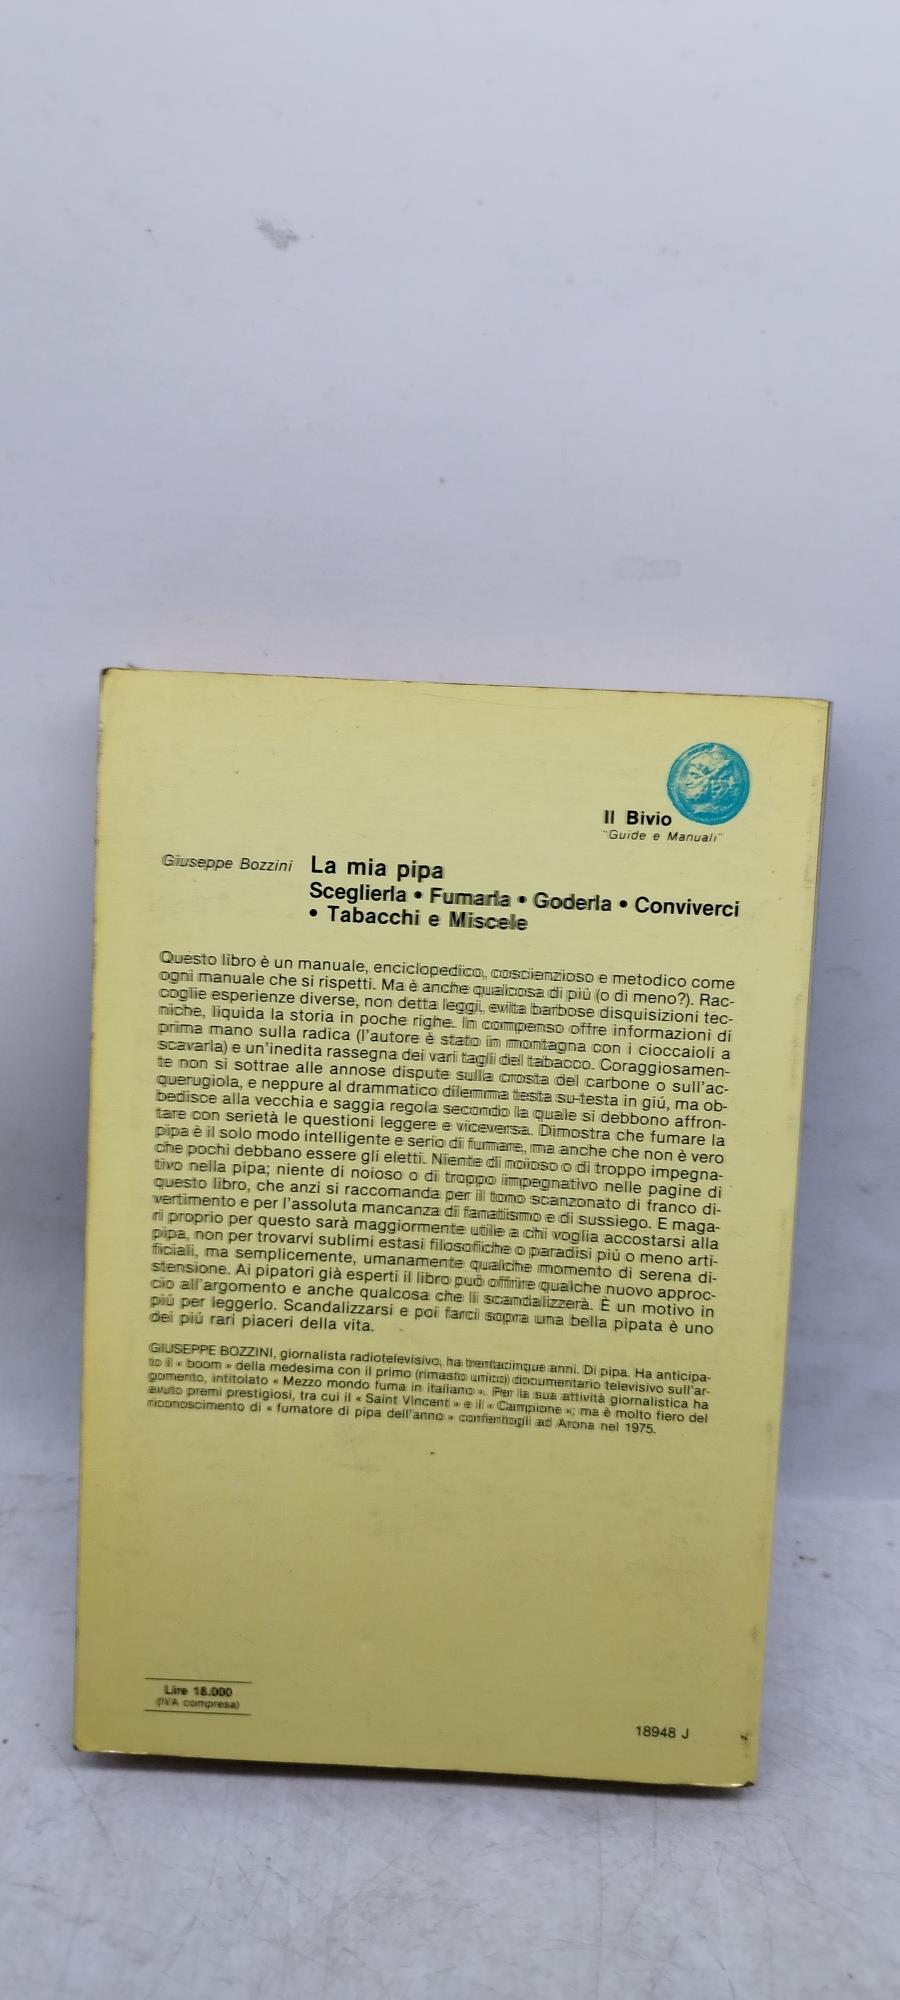 Il Bivio
"Guide e Manuali"
Giuseppe Bozzini La mia pipa
Sceglierla • Fumarla • Goderla • Conviverci
• Tabacchi e Miscele
Questo libro è un manuale, enciclopedico, coscienzioso e metodico come
ogni manuale che si rispetti. Ma è anche qualcosa di piú (o di meno?). Rac-
coglie esperienze diverse, non detta leggi, evita barbose disquisizioni tec-
niche, liquida la storia in poche righe. In compenso offre informazioni di
prima mano sulla radica (l'autore è stato in montagna con i cioccaioli a
scavarla) e un'inedita rassegna dei vari tagli del tabacco. Coraggiosamen-
te non si sottrae alle annose dispute sulla crosta del carbone o sull'ac-
querugiola, e neppure al drammatico dilemma testa su-testa in giú, ma ob-
bedisce alla vecchia e saggia regola secondo la quale si debbono affron-
tare con serietà le questioni leggere e viceversa. Dimostra che fumare la
pipa è il solo modo intelligente e serio di fumare, ma anche che non è vero
che pochi debbano essere gli eletti. Niente di noioso o di troppo impegna-
tivo nella pipa; niente di noioso o di troppo impegnativo nelle pagine di
questo libro, che anzi si raccomanda per il tono scanzonato di franco di-
vertimento e per l'assoluta mancanza di fanatismo e di sussiego. E maga-
ri proprio per questo sarà maggiormente utile a chi voglia accostarsi alla
pipa, non per trovarvi sublimi estasi filosofiche o paradisi piú o meno arti-
ficiali, ma semplicemente, umanamente qualche momento di serena di-
stensione. Ai pipatori già esperti il libro può offrire qualche nuovo approc-
cio all'argomento e anche qualcosa che li scandalizzerà. È un motivo in
piú per leggerlo. Scandalizzarsi e poi farci sopra una bella pipata è uno
dei piú rari piaceri della vita.
GIUSEPPE BOZZINI, giornalista radiotelevisivo, ha trentacinque anni. Di pipa. Ha anticipa-
to il « boom » della medesima con il primo (rimasto unico) documentario televisivo sull'ar-
gomento, intitolato « Mezzo mondo fuma in italiano ». Per la sua attività giornalistica ha
avuto premi prestigiosi, tra cui il « Saint Vincent » e il « Campione »; ma è molto fiero del
riconoscimento di « fumatore di pipa dell'anno » conferitogli ad Arona nel 1975.
Lire 18.000
(IVA compresa)
18948 J